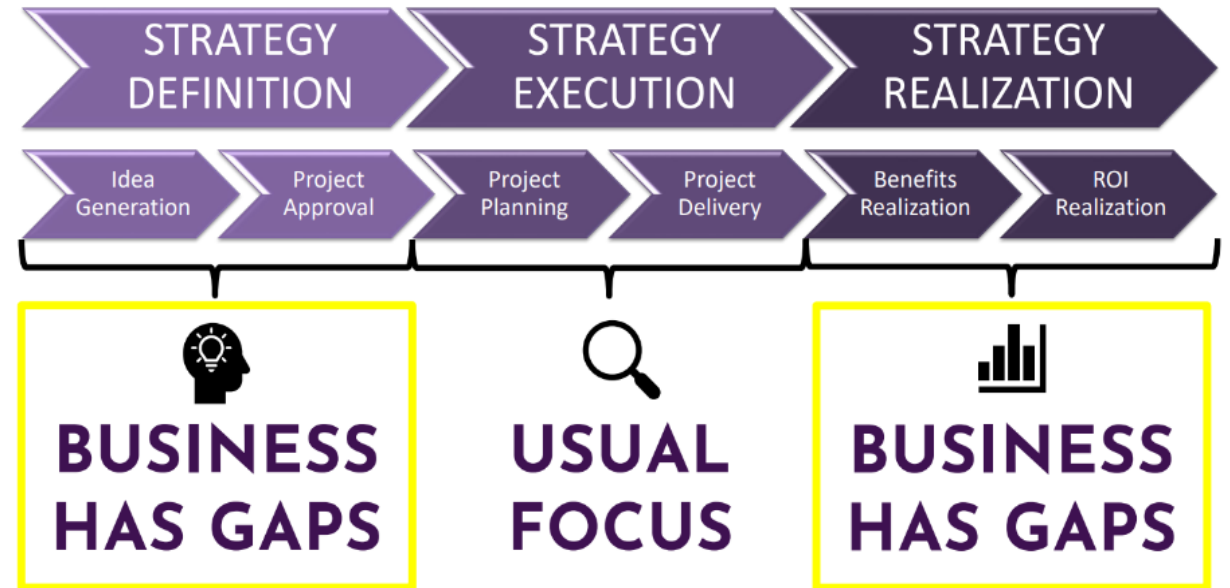 STRATEGY
DEFINITION
STRATEGY
EXECUTION
STRATEGY
REALIZATION
Idea
Generation
Project
Approval
Project
Planning
Project
Delivery
Benefits
Realization
ROI
Realization
BUSINESS
HAS GAPS
USUAL
FOCUS
BUSINESS
HAS GAPS